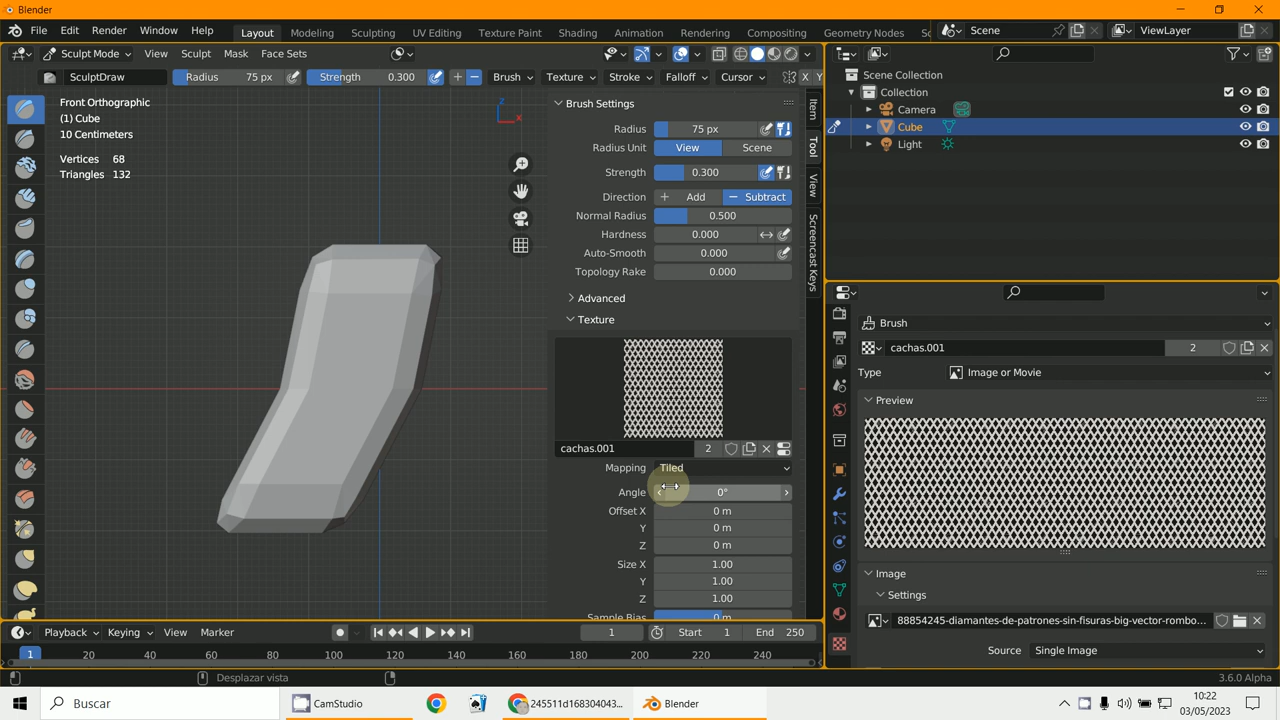 Blender
File Edit Render Window Help Layout Modeling Sculpting UV Editing Texture Paint Shading Animation Rendering Compositing Geometry Nodes Sc Scene ViewLayer
Sculpt Mode View Sculpt Mask Face Sets
SculptDraw Radius 75 px Strength 0.300 Brush Texture Stroke Falloff Cursor X Y
Front Orthographic
(1) Cube
10 Centimeters
Vertices 68
Triangles 132
Z
X
Brush Settings
Radius 75 px
Radius Unit View Scene
Strength 0.300
Direction Add Subtract
Normal Radius 0.500
Hardness 0.000
Auto-Smooth 0.000
Topology Rake 0.000
Advanced
Texture
cachas.001 2
Mapping Tiled
Angle 0°
Offset X 0 m
Y 0 m
Z 0 m
Size X 1.00
Y 1.00
Z 1.00
Sample Bias 0 m
Item
Tool
View
Screencast Keys
Scene Collection
Collection
Camera
Cube
Light
Brush
cachas.001 2
Type Image or Movie
Preview
Image
Settings
88854245-diamantes-de-patrones-sin-fisuras-big-vector-rombo...
Source Single Image
Playback Keying View Marker 1 Start 1 End 250
1 20 40 60 80 100 120 140 160 180 200 220 240
Desplazar vista 3.6.0 Alpha
Buscar CamStudio 245511d168304043... Blender 10:22
03/05/2023